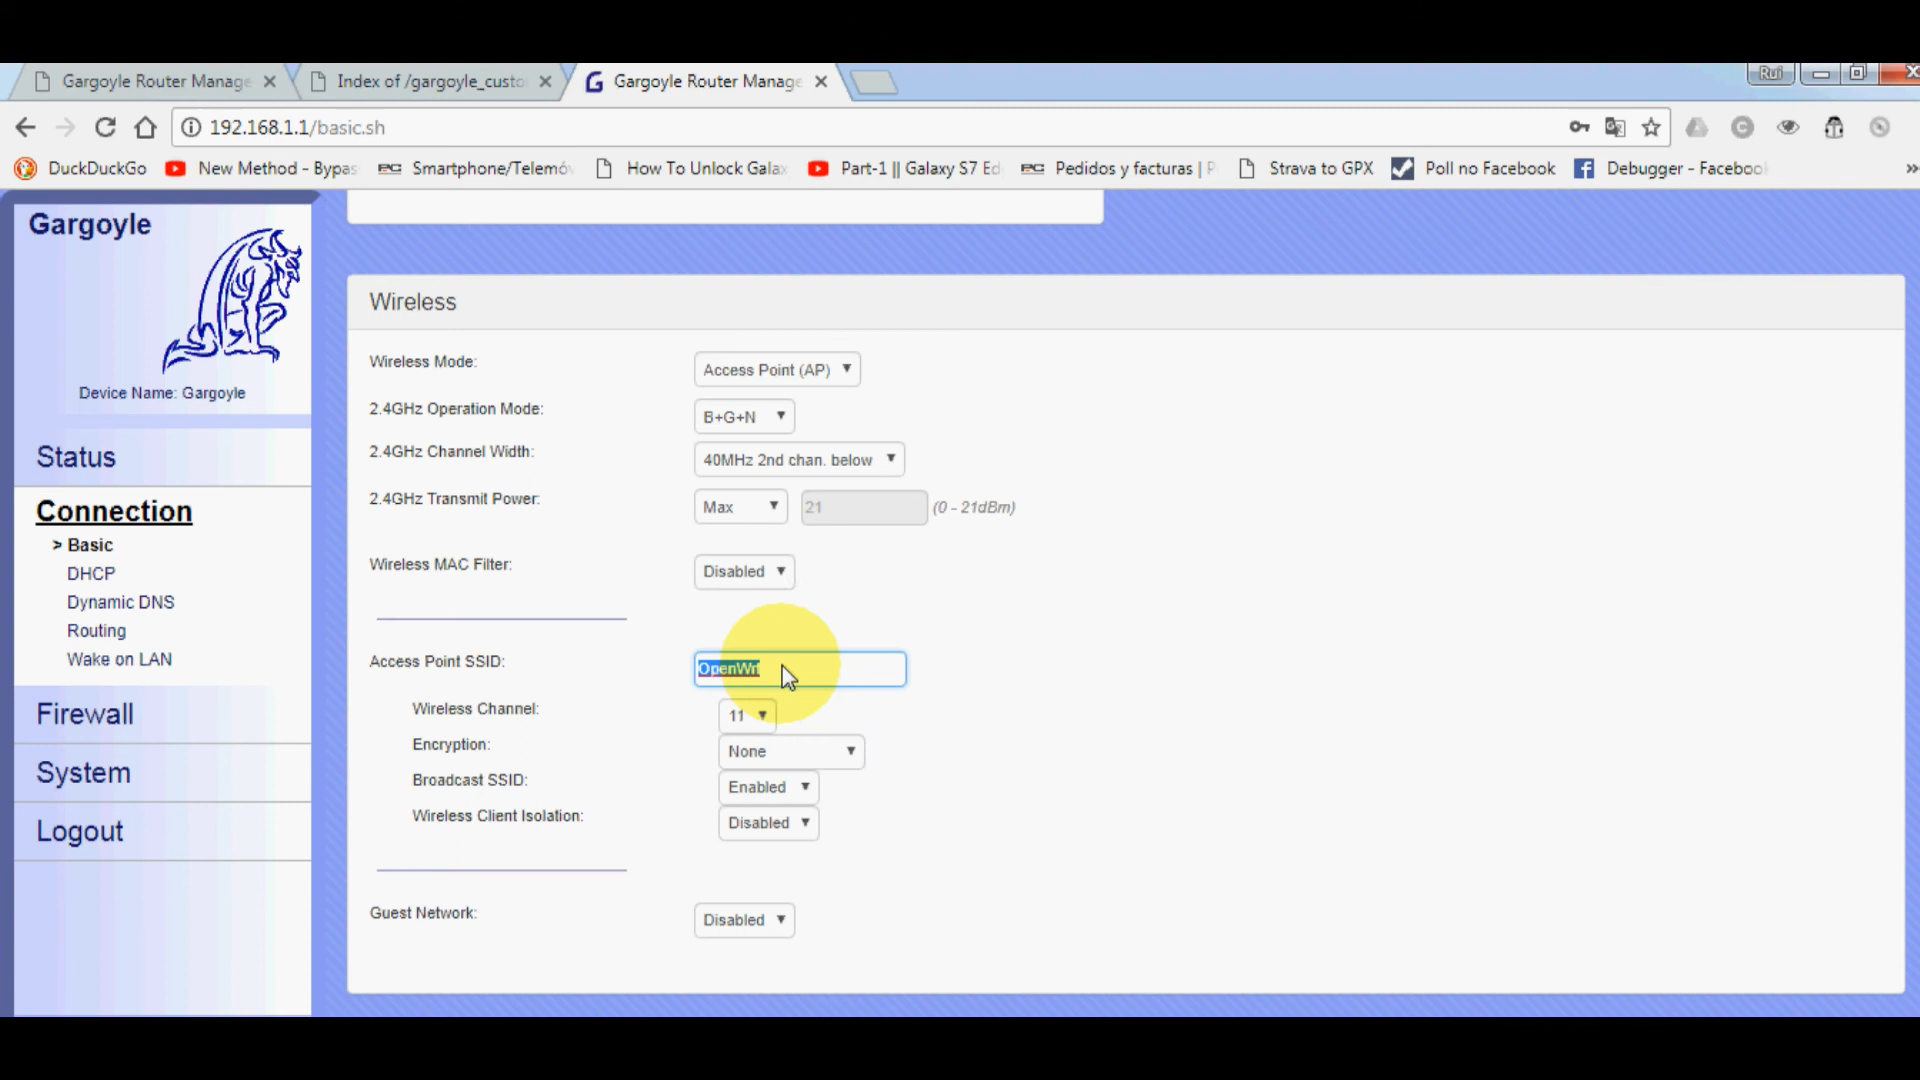 Gargoyle Router Manage
Index of /gargoyle_custo
Gargoyle Router Manage
Rui
192.168.1.1/basic.sh
DuckDuckGo
New Method - Bypas
Smartphone/Telemó
How To Unlock Gala
Part-1 || Galaxy S7 Ed
Pedidos y facturas |
Strava to GPX
Poll no Facebook
Debugger - Faceboo
Gargoyle
Device Name: Gargoyle
Status
Connection
> Basic
DHCP
Dynamic DNS
Routing
Wake on LAN
Firewall
System
Logout
Wireless
Wireless Mode: Access Point (AP)
2.4GHz Operation Mode: B+G+N
2.4GHz Channel Width: 40MHz 2nd chan. below
2.4GHz Transmit Power: Max 21 (0 - 21dBm)
Wireless MAC Filter: Disabled
Access Point SSID: OpenWrt
Wireless Channel: 11
Encryption: None
Broadcast SSID: Enabled
Wireless Client Isolation: Disabled
Guest Network: Disabled